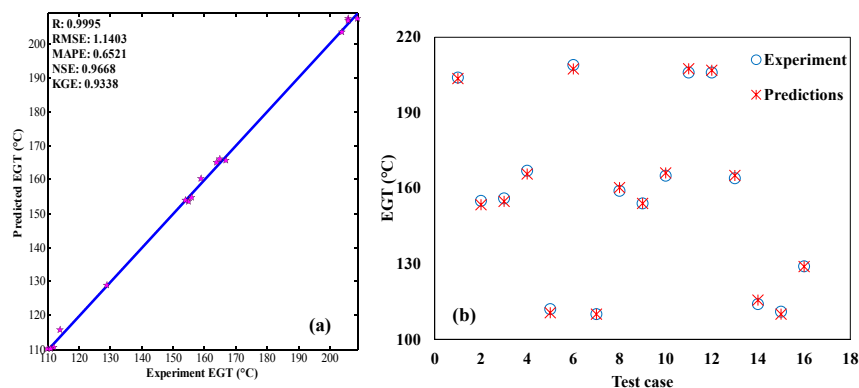 R: 0.9995
RMSE: 1.1403
MAPE: 0.6521
NSE: 0.9668
KGE: 0.9338
200
190
180
170
160
150
140
130
120
110
Predicted EGT (°C)
110 120 130 140 150 160 170 180 190 200
Experiment EGT (°C)
(a)
220
190
160
130
100
EGT (°C)
Experiment
Predictions
(b)
0 2 4 6 8 10 12 14 16 18
Test case